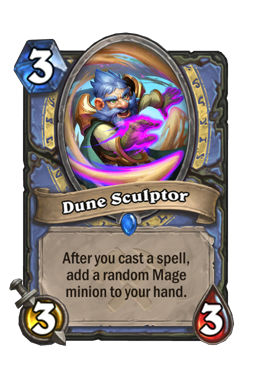 3
Dune Sculptor
After you cast a spell,
add a random Mage
minion to your hand.
3
3